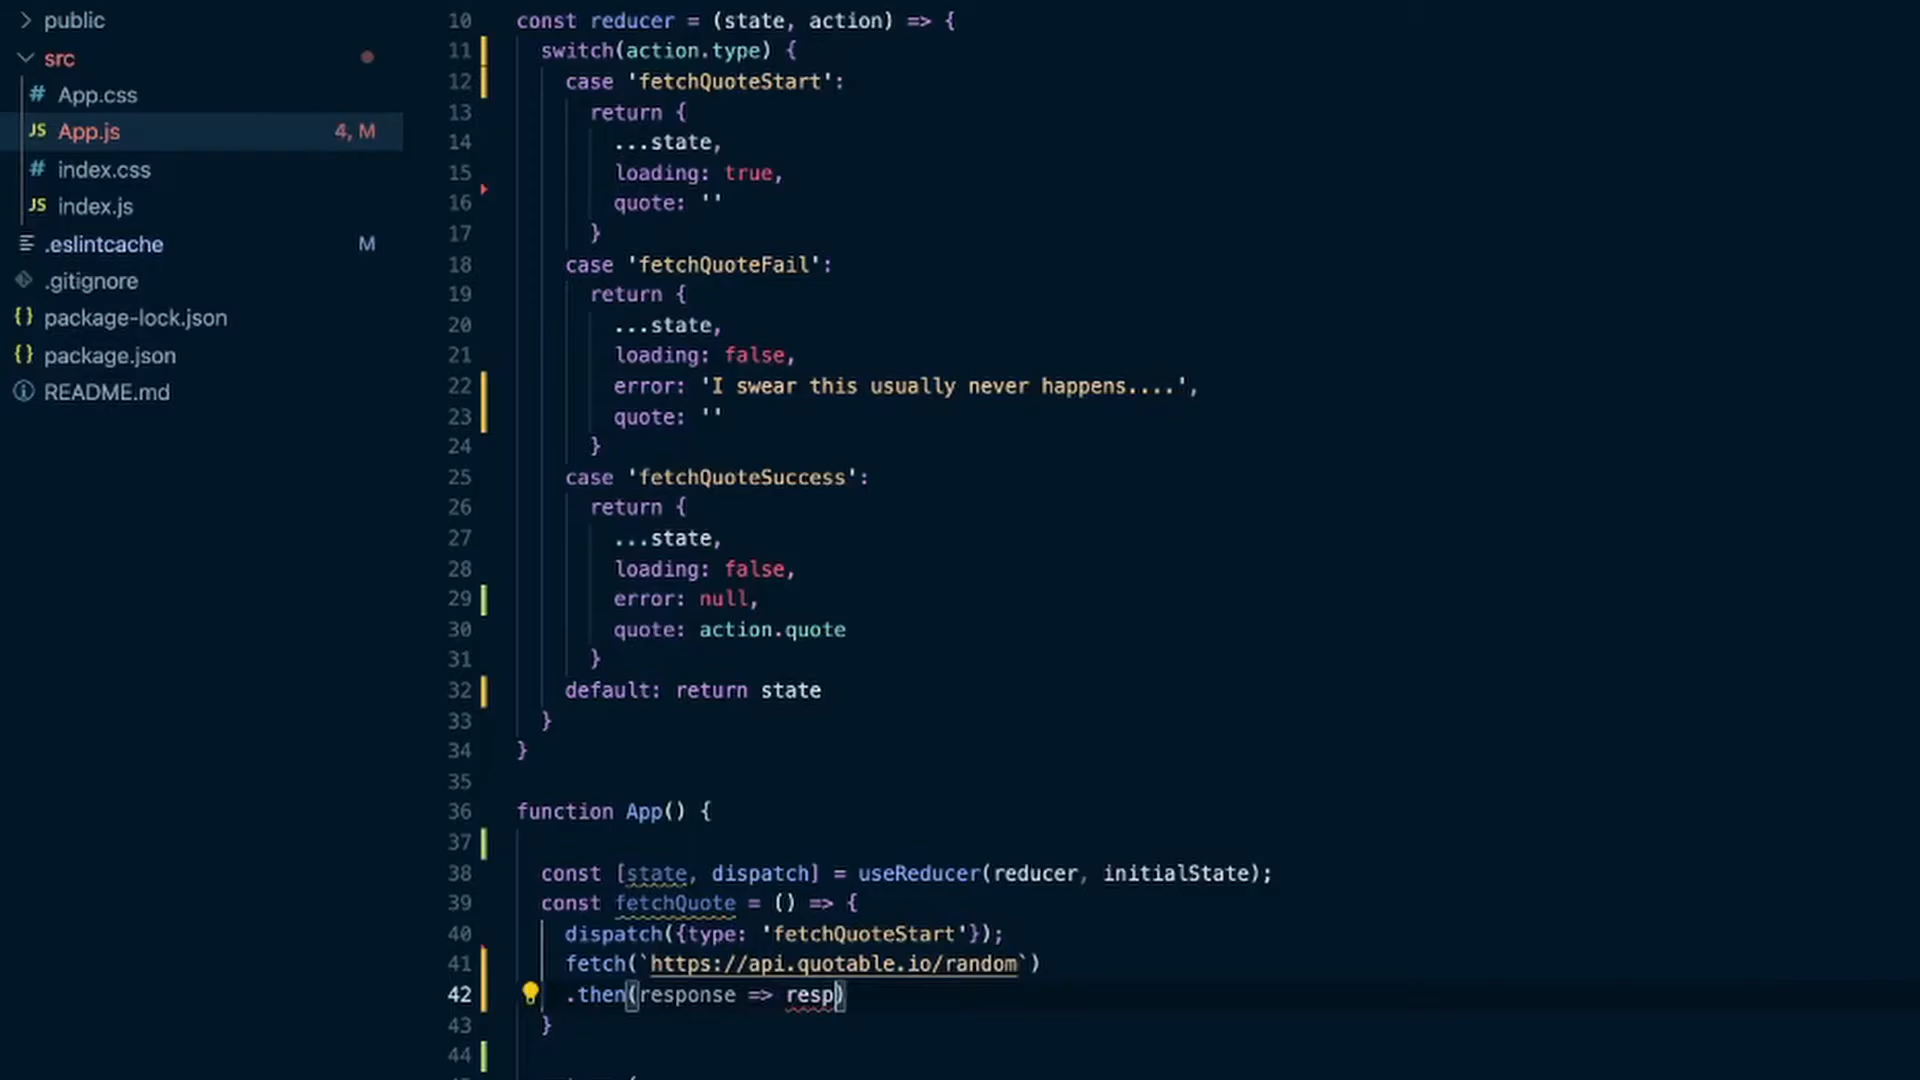 public
src
App.css
App.js 4, M
index.css
index.js
.eslintcache M
.gitignore
package-lock.json
package.json
README.md
10 const reducer = (state, action) => {
11 switch(action.type) {
12 case 'fetchQuoteStart':
13 return {
14 ...state,
15 loading: true,
16 quote: ''
17 }
18 case 'fetchQuoteFail':
19 return {
20 ...state,
21 loading: false,
22 error: 'I swear this usually never happens....',
23 quote: ''
24 }
25 case 'fetchQuoteSuccess':
26 return {
27 ...state,
28 loading: false,
29 error: null,
30 quote: action.quote
31 }
32 default: return state
33 }
34 }
35
36 function App() {
37
38 const [state, dispatch] = useReducer(reducer, initialState);
39 const fetchQuote = () => {
40 dispatch({type: 'fetchQuoteStart'});
41 fetch(`https://api.quotable.io/random`)
42 .then(response => resp)
43 }
44